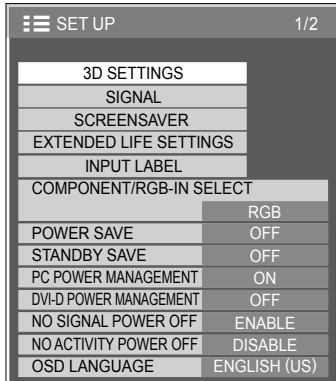 SET UP 1/2
3D SETTINGS
SIGNAL
SCREENSAVER
EXTENDED LIFE SETTINGS
INPUT LABEL
COMPONENT/RGB-IN SELECT
RGB
POWER SAVE OFF
STANDBY SAVE OFF
PC POWER MANAGEMENT ON
DVI-D POWER MANAGEMENT OFF
NO SIGNAL POWER OFF ENABLE
NO ACTIVITY POWER OFF DISABLE
OSD LANGUAGE ENGLISH (US)